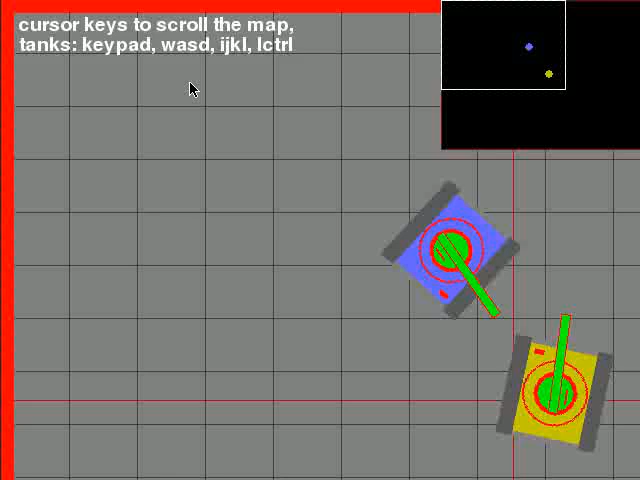 cursor keys to scroll the map,
tanks: keypad, wasd, ijkl, lctrl